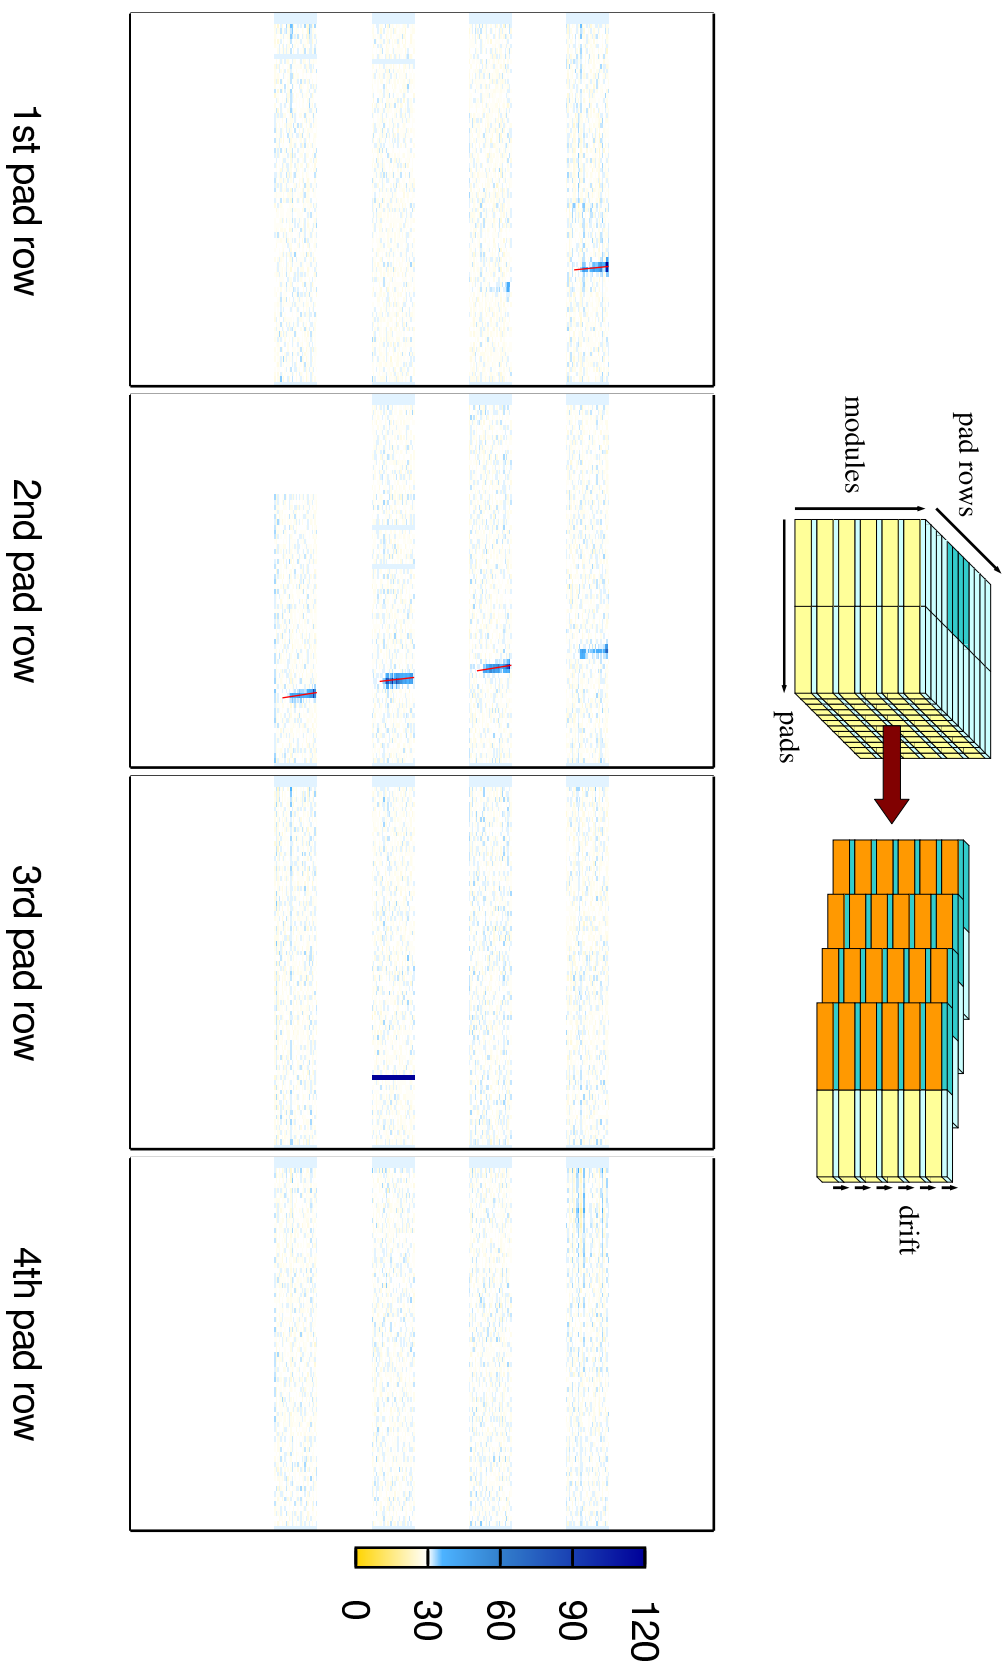 pad rows
modules
pads
drift
1st pad row
2nd pad row
3rd pad row
4th pad row
0
30
60
90
120